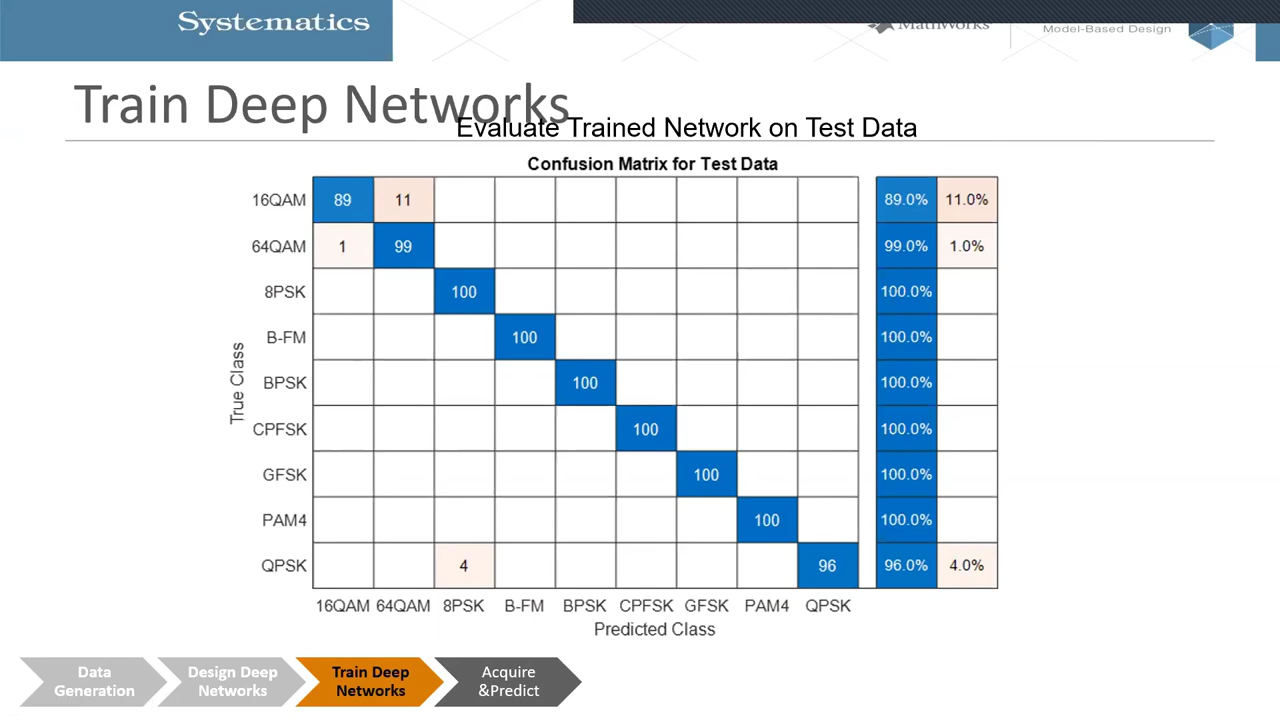 Systematics
MathWorks
Model-Based Design
Train Deep Networks
Evaluate Trained Network on Test Data
Confusion Matrix for Test Data
16QAM 89 11 89.0% 11.0%
64QAM 1 99 99.0% 1.0%
8PSK 100 100.0%
B-FM 100 100.0%
BPSK 100 100.0%
CPFSK 100 100.0%
GFSK 100 100.0%
PAM4 100 100.0%
QPSK 4 96 96.0% 4.0%
True Class
16QAM 64QAM 8PSK B-FM BPSK CPFSK GFSK PAM4 QPSK
Predicted Class
Data
Generation
Design Deep
Networks
Train Deep
Networks
Acquire
&Predict